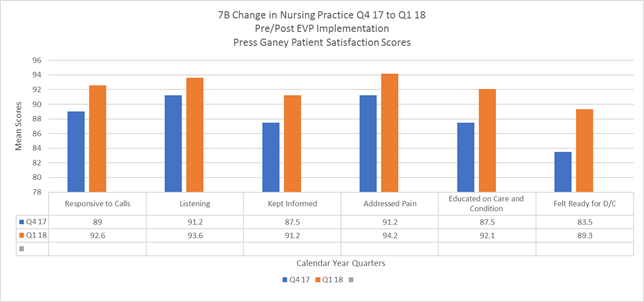 7B Change in Nursing Practice Q4 17 to Q1 18
Pre/Post EVP Implementation
Press Ganey Patient Satisfaction Scores
96
94
92
90
88
86
84
82
80
78
Mean Scores
Responsive to Calls Listening Kept Informed Addressed Pain Educated on Care and Condition Felt Ready for D/C
Q4 17 89 91.2 87.5 91.2 87.5 83.5
Q1 18 92.6 93.6 91.2 94.2 92.1 89.3
Calendar Year Quarters
Q4 17 Q1 18